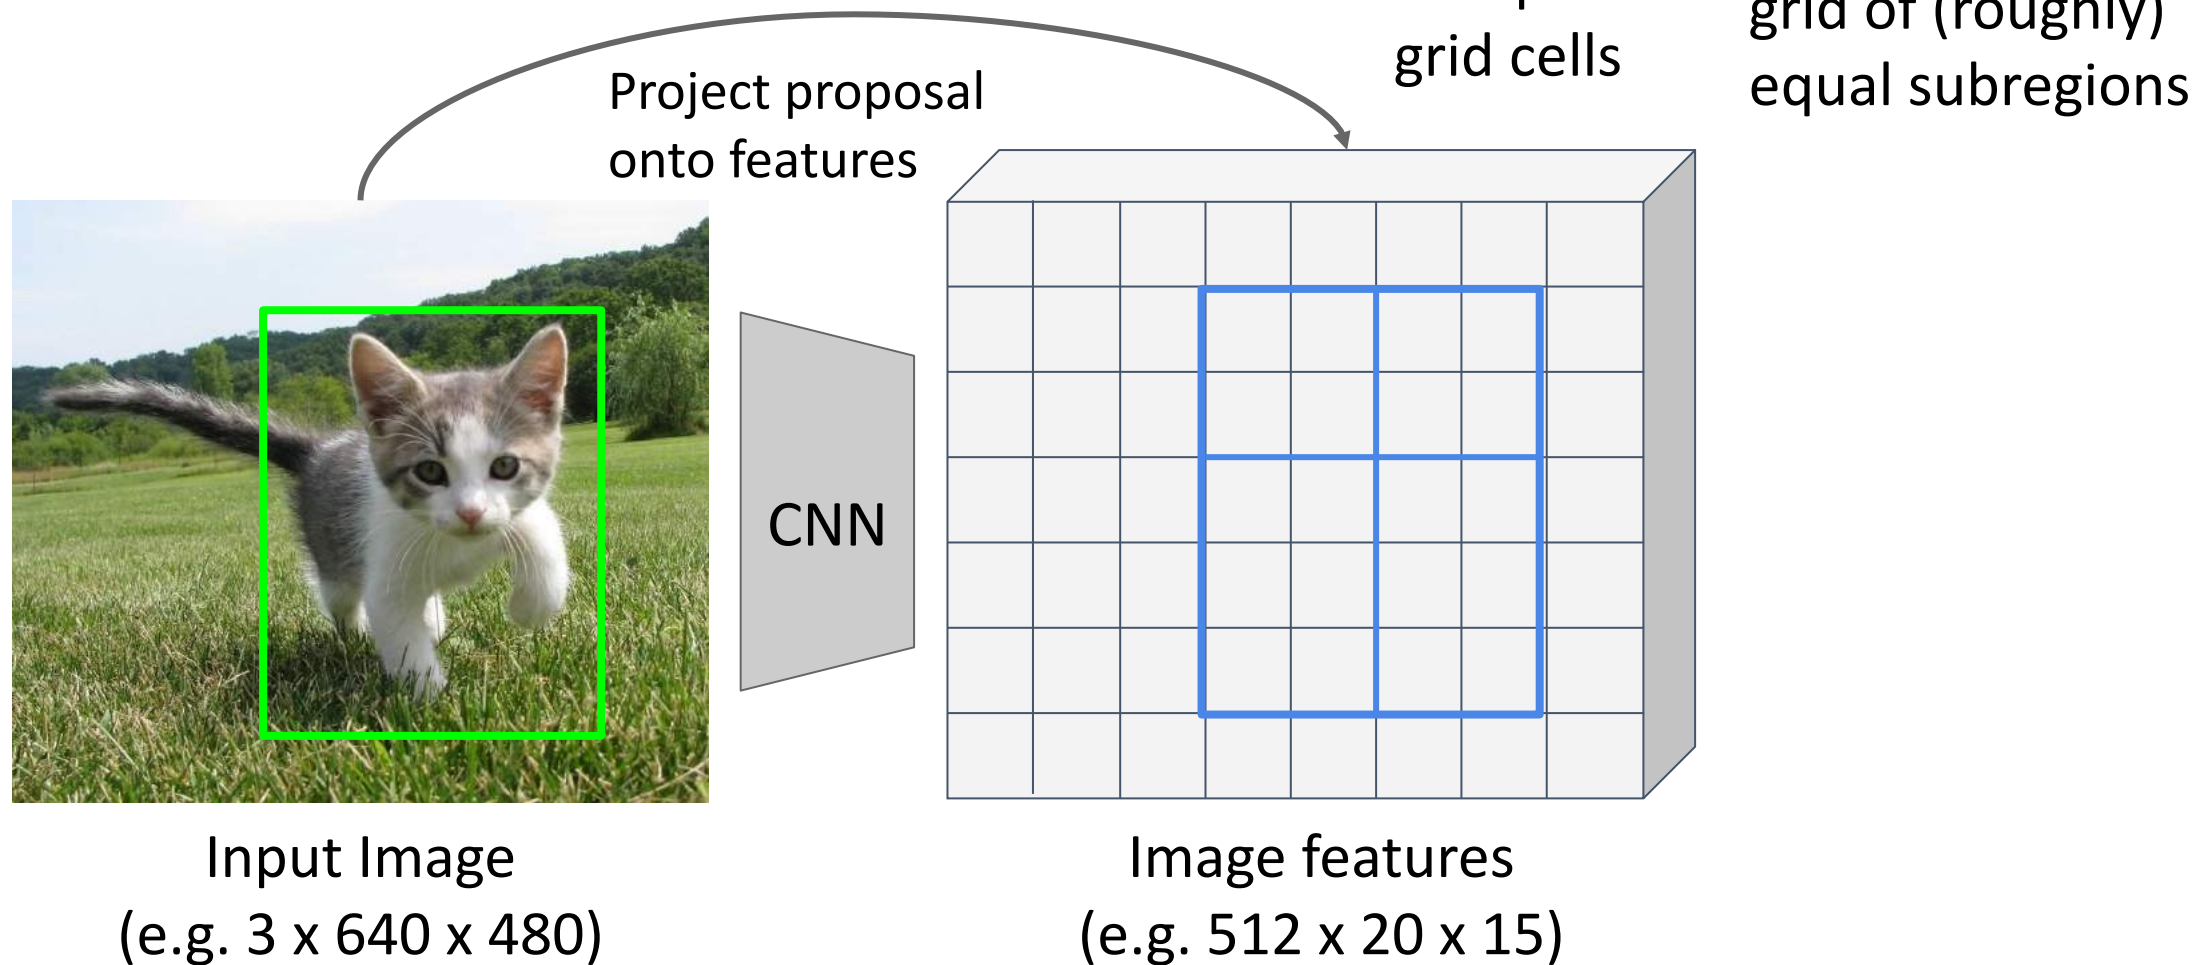 grid cells
grid of (roughly)
equal subregions
Project proposal
onto features
CNN
Input Image
(e.g. 3 x 640 x 480)
Image features
(e.g. 512 x 20 x 15)